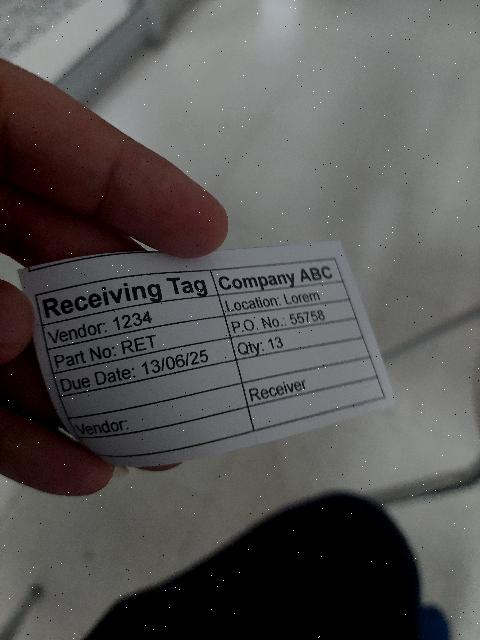 Receiving Tag
Company ABC
Vendor: 1234
Location: Lorem
Part No: RET
P.O. No.: 55758
Due Date: 13/06/25
Qty: 13
Vendor:
Receiver